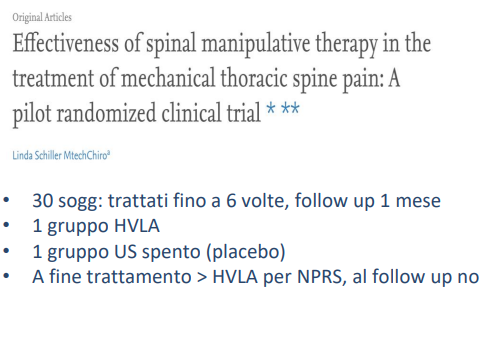 Original Articles
Effectiveness of spinal manipulative therapy in the
treatment of mechanical thoracic spine pain: A
pilot randomized clinical trial * **
Linda Schiller MtechChiroª
• 30 sogg: trattati fino a 6 volte, follow up 1 mese
• 1 gruppo HVLA
• 1 gruppo US spento (placebo)
• A fine trattamento > HVLA per NPRS, al follow up no